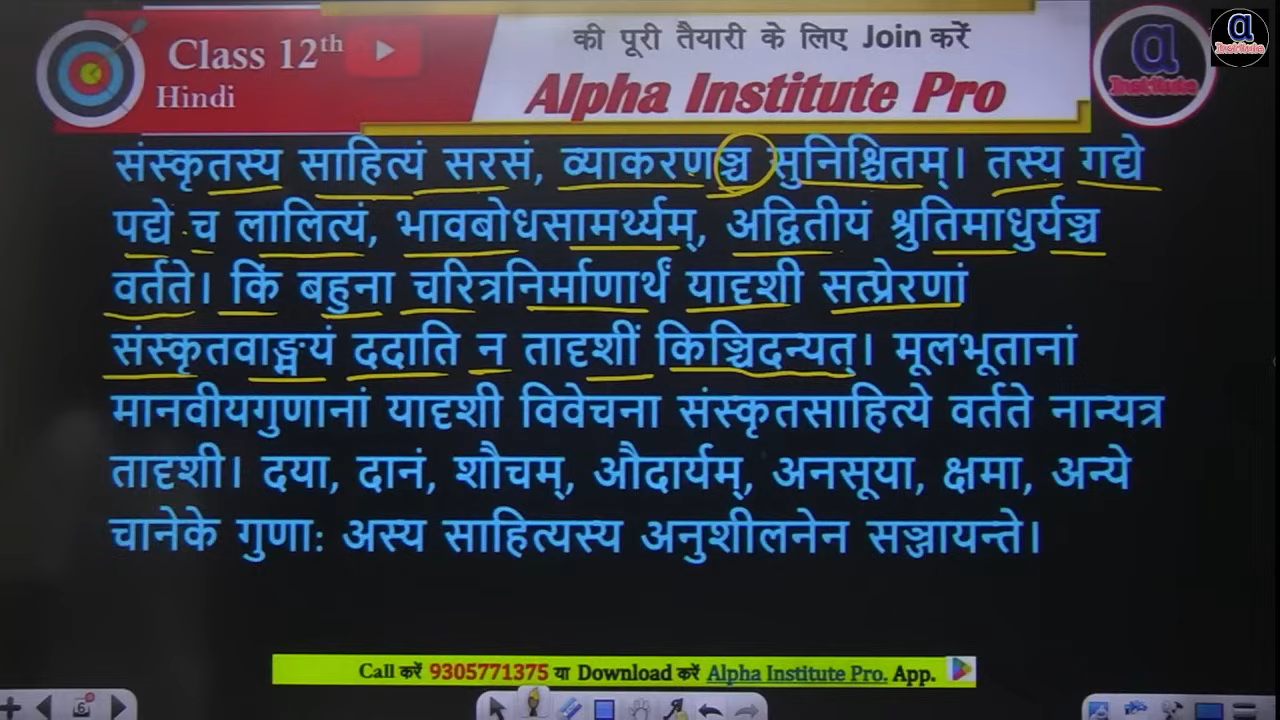 Class 12th
Hindi
की पूरी तैयारी के लिए Join करें
Alpha Institute Pro
α
Institute
α
Institute
संस्कृतस्य साहित्यं सरसं, व्याकरणञ्च सुनिश्चितम्। तस्य गद्ये
पद्ये च लालित्यं, भावबोधसामर्थ्यम्, अद्वितीयं श्रुतिमाधुर्यञ्च
वर्तते। किं बहुना चरित्रनिर्माणार्थं यादृशी सत्प्रेरणां
संस्कृतवाङ्मयं ददाति न तादृशीं किञ्चिदन्यत्। मूलभूतानां
मानवीयगुणानां यादृशी विवेचना संस्कृतसाहित्ये वर्तते नान्यत्र
तादृशी। दया, दानं, शौचम्, औदार्यम्, अनसूया, क्षमा, अन्ये
चानेके गुणाः अस्य साहित्यस्य अनुशीलनेन सञ्जायन्ते।
Call करें 9305771375 या Download करें Alpha Institute Pro. App.
6